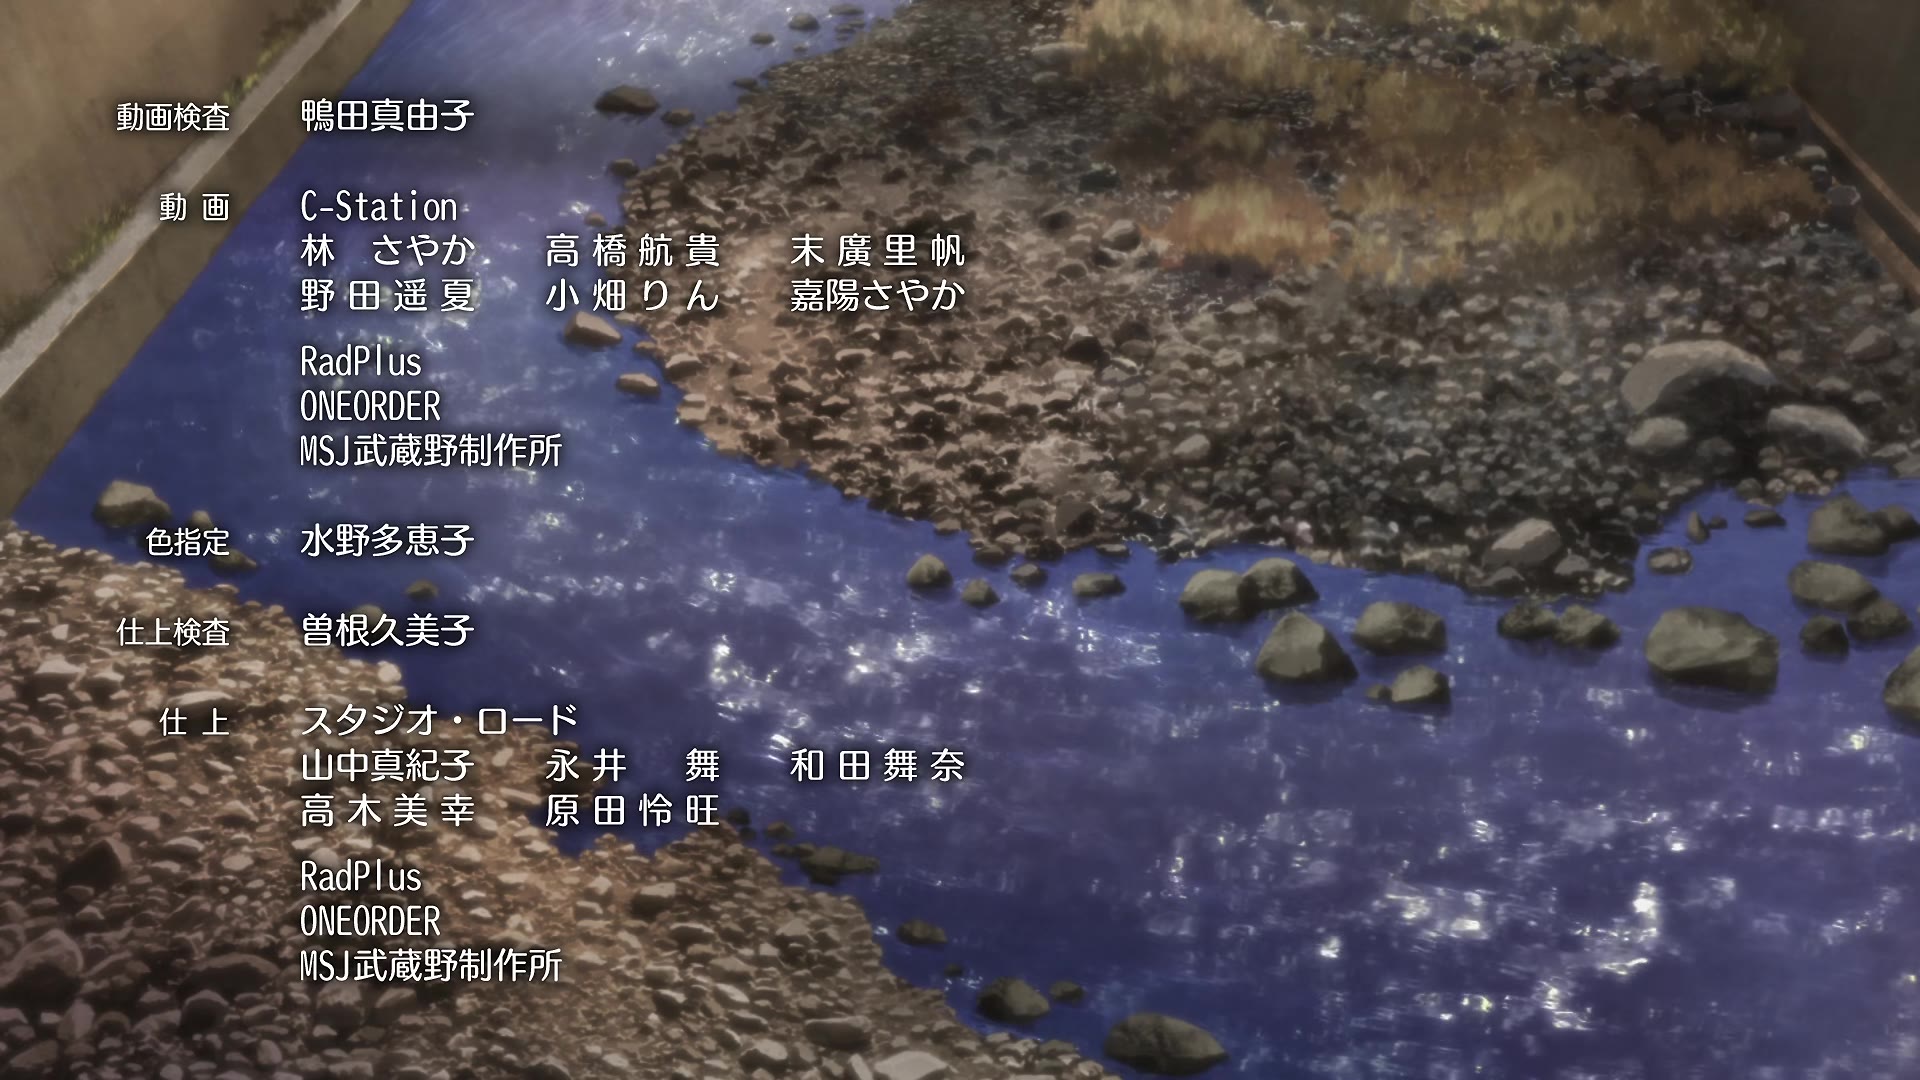 動画検査 鴨田真由子
動画 C-Station
林 さやか 高橋航貴 末廣里帆
野田遥夏 小畑りん 嘉陽さやか
RadPlus
ONEORDER
MSJ武蔵野制作所
色指定 水野多恵子
仕上検査 曽根久美子
仕上 スタジオ・ロード
山中真紀子 永井 舞 和田舞奈
高木美幸 原田怜旺
RadPlus
ONEORDER
MSJ武蔵野制作所